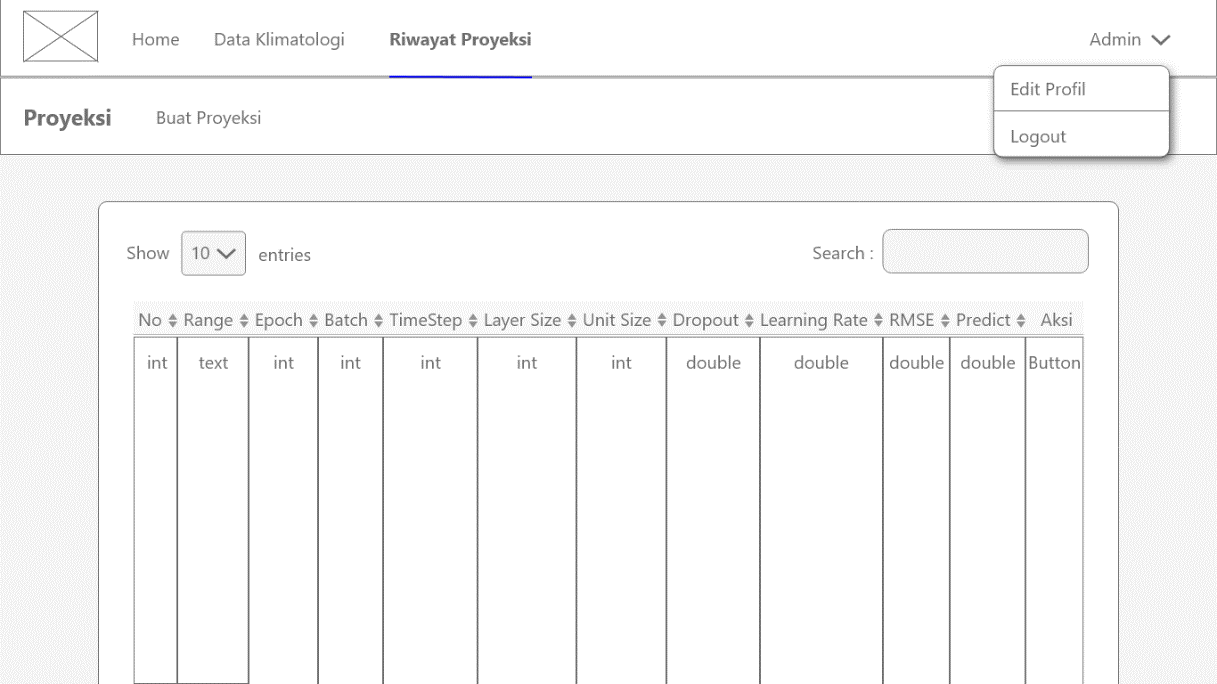 Home Data Klimatologi Riwayat Proyeksi Admin
Edit Profil
Proyeksi Buat Proyeksi
Logout
Show 10 entries Search :
No Range Epoch Batch TimeStep Layer Size Unit Size Dropout Learning Rate RMSE Predict Aksi
int text int int int int int double double double double Button